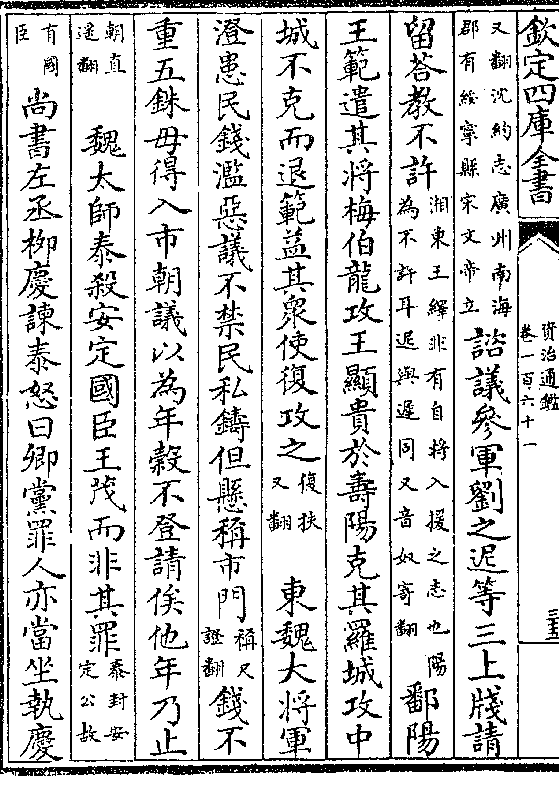 欽定四庫全書
資治通鑑
卷一百六十一
三十五
又翻沈約志廣州南海
郡有綏寧縣宋文帝立
諮議參軍劉之迡等三上牋請
留荅教不許
湘東王繹非有自將入援之志也陽
為不許耳迡與遲同又音奴寄翻
鄱陽
王範遣其將梅伯龍攻王顯貴於壽陽克其羅城攻中
城不克而退範益其衆使復攻之
復扶
又翻
東魏大將軍
澄患民錢濫惡議不禁民私鑄但懸稱市門
稱尺
證翻
錢不
重五銖毋得入市朝議以為年穀不登請俟他年乃止
朝直
遥翻
魏太師泰殺安定國臣王茂而非其罪
泰封安
定公故
有國
臣
尚書左丞栁慶諫泰怒曰卿黨罪人亦當坐執慶